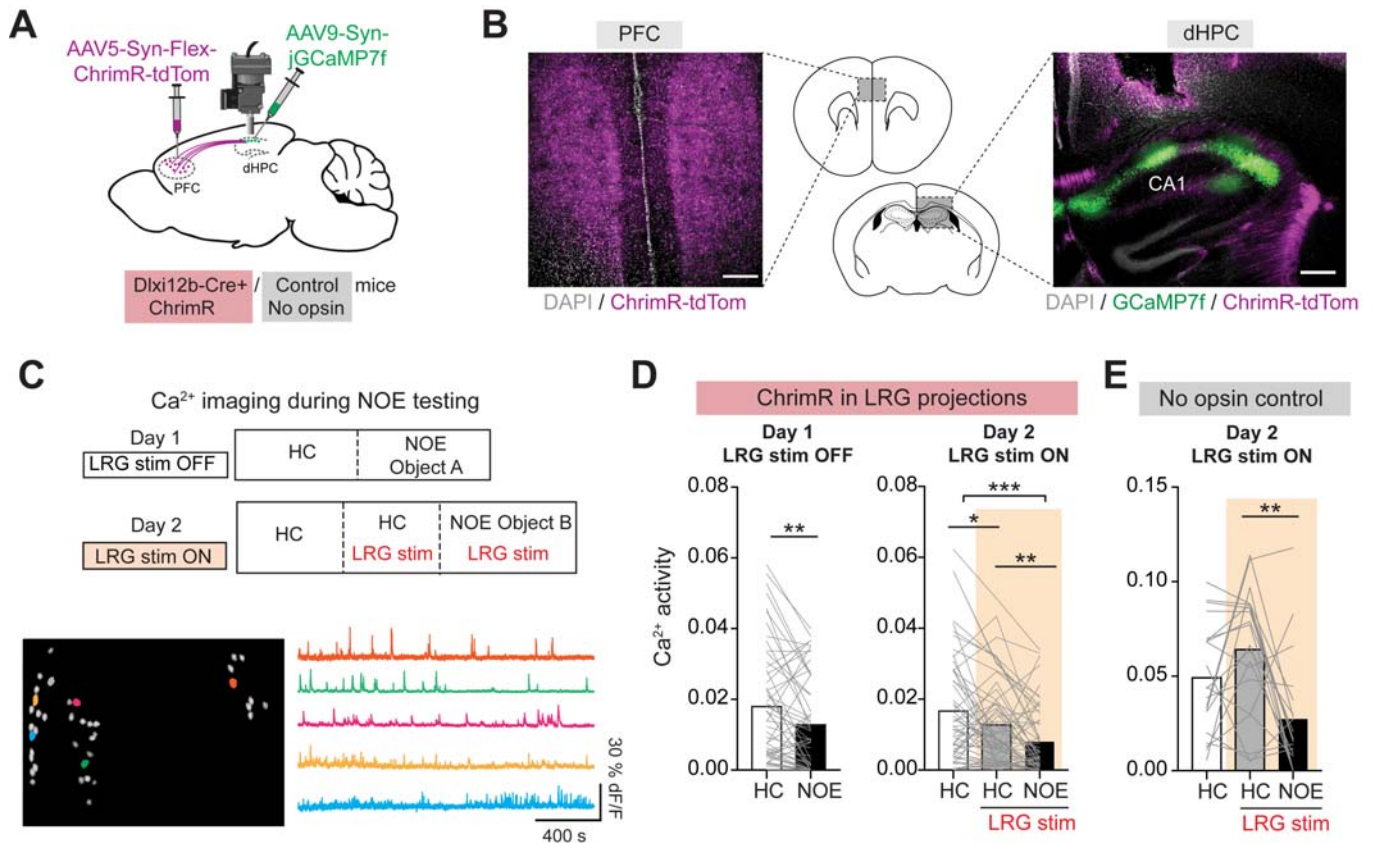 A
AAV5-Syn-Flex-
ChrimR-tdTom
AAV9-Syn-
jGCaMP7f
PFC
dHPC
Dlxi12b-Cre+
ChrimR
/
Control
No opsin
mice
B
PFC
dHPC
CA1
DAPI / ChrimR-tdTom
DAPI / GCaMP7f / ChrimR-tdTom
C
Ca²⁺ imaging during NOE testing
Day 1
LRG stim OFF
HC
NOE
Object A
Day 2
LRG stim ON
HC
HC
LRG stim
NOE Object B
LRG stim
30 % dF/F
400 s
D
ChrimR in LRG projections
Day 1
LRG stim OFF
Ca²⁺ activity
0.08
0.06
0.04
0.02
0.00
**
HC NOE
Day 2
LRG stim ON
0.08
0.06
0.04
0.02
0.00
***
*
**
HC HC NOE
LRG stim
E
No opsin control
Day 2
LRG stim ON
0.15
0.10
0.05
0.00
**
HC HC NOE
LRG stim